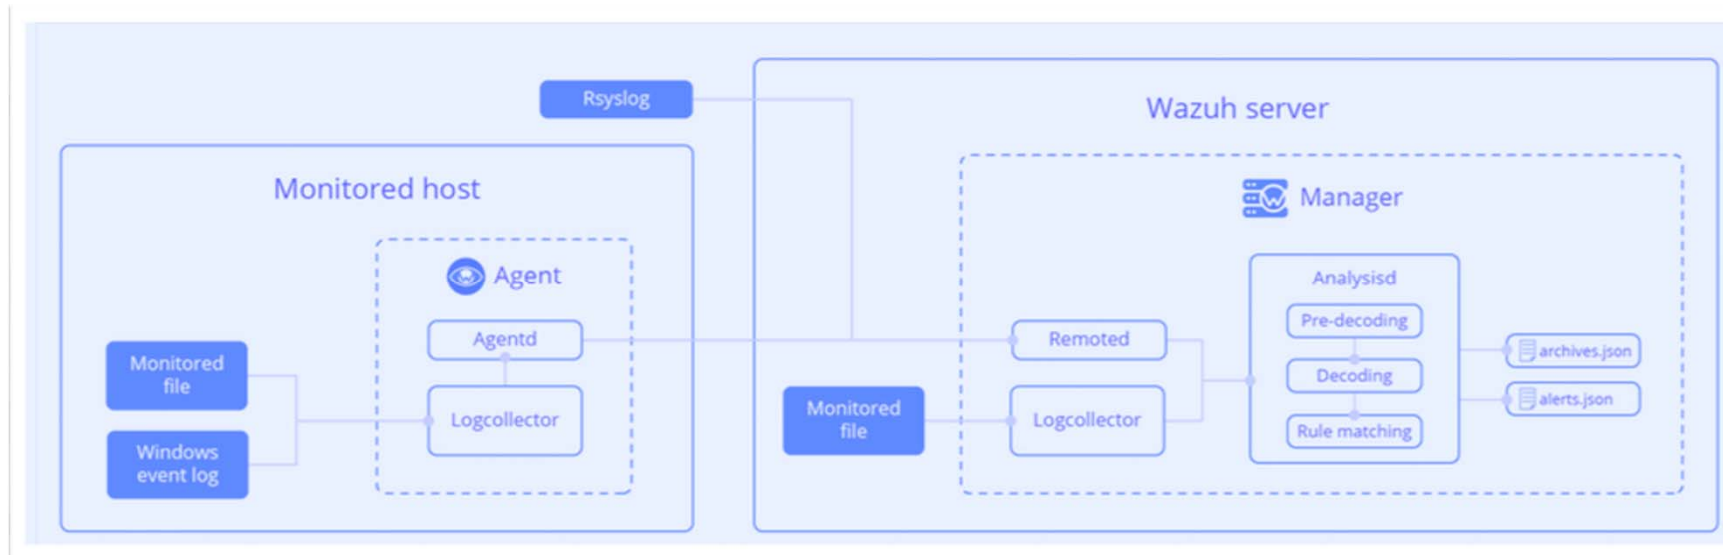 Rsyslog
Wazuh server
Monitored host
Manager
Agent
Analysisd
Agentd
Remoted
Pre-decoding
Monitored
file
archives.json
Decoding
Logcollector
Monitored
file
Logcollector
alerts.json
Rule matching
Windows
event log